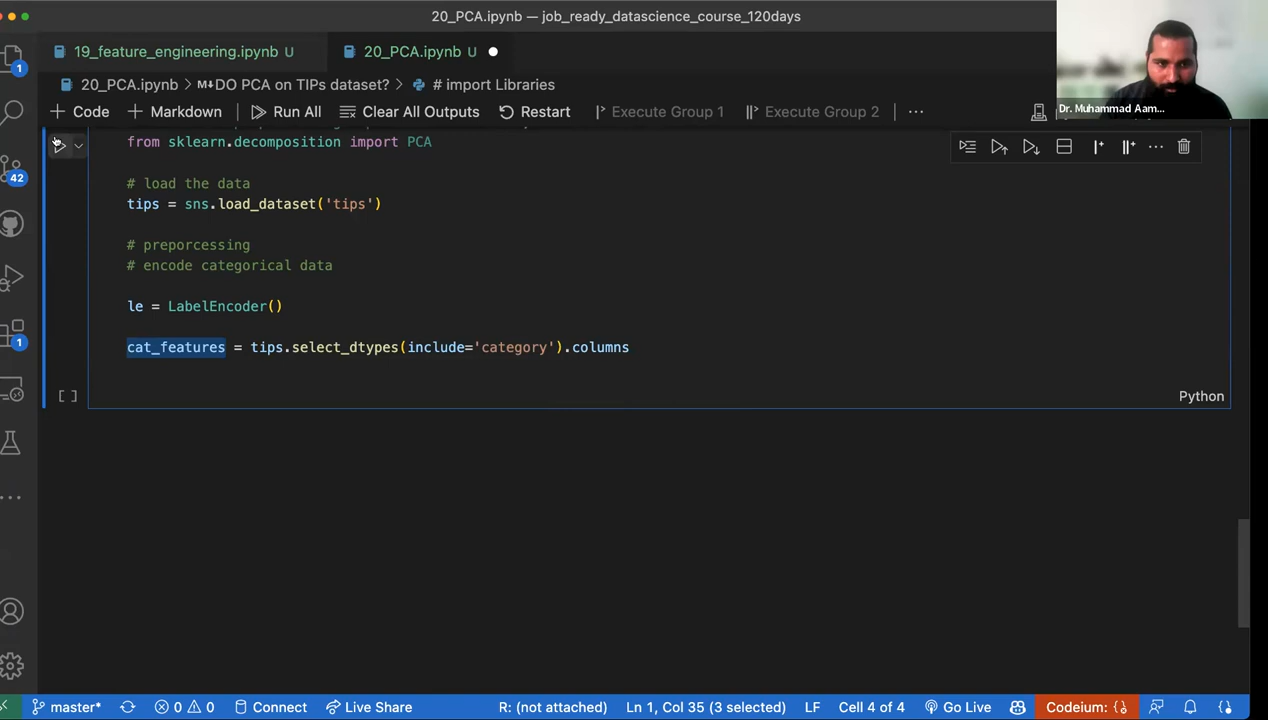 20_PCA.ipynb — job_ready_datascience_course_120days
19_feature_engineering.ipynb U
20_PCA.ipynb U
20_PCA.ipynb > M↓DO PCA on TIPs dataset? > # import Libraries
Dr. Muhammad Aam...
+ Code + Markdown Run All Clear All Outputs Restart Execute Group 1 Execute Group 2 ...
from sklearn.decomposition import PCA
# load the data
tips = sns.load_dataset('tips')
# preporcessing
# encode categorical data
le = LabelEncoder()
cat_features = tips.select_dtypes(include='category').columns
[ ]
Python
1
42
1
master* 0 0 Connect Live Share R: (not attached) Ln 1, Col 35 (3 selected) LF Cell 4 of 4 Go Live Codeium: {}